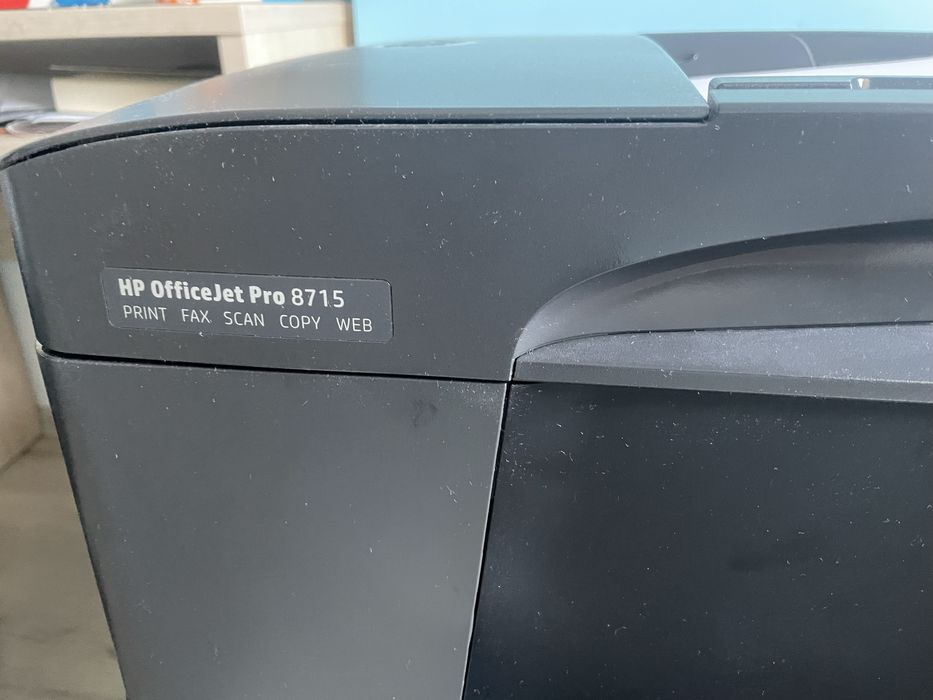 HP OfficeJet Pro 8715
PRINT FAX SCAN COPY WEB